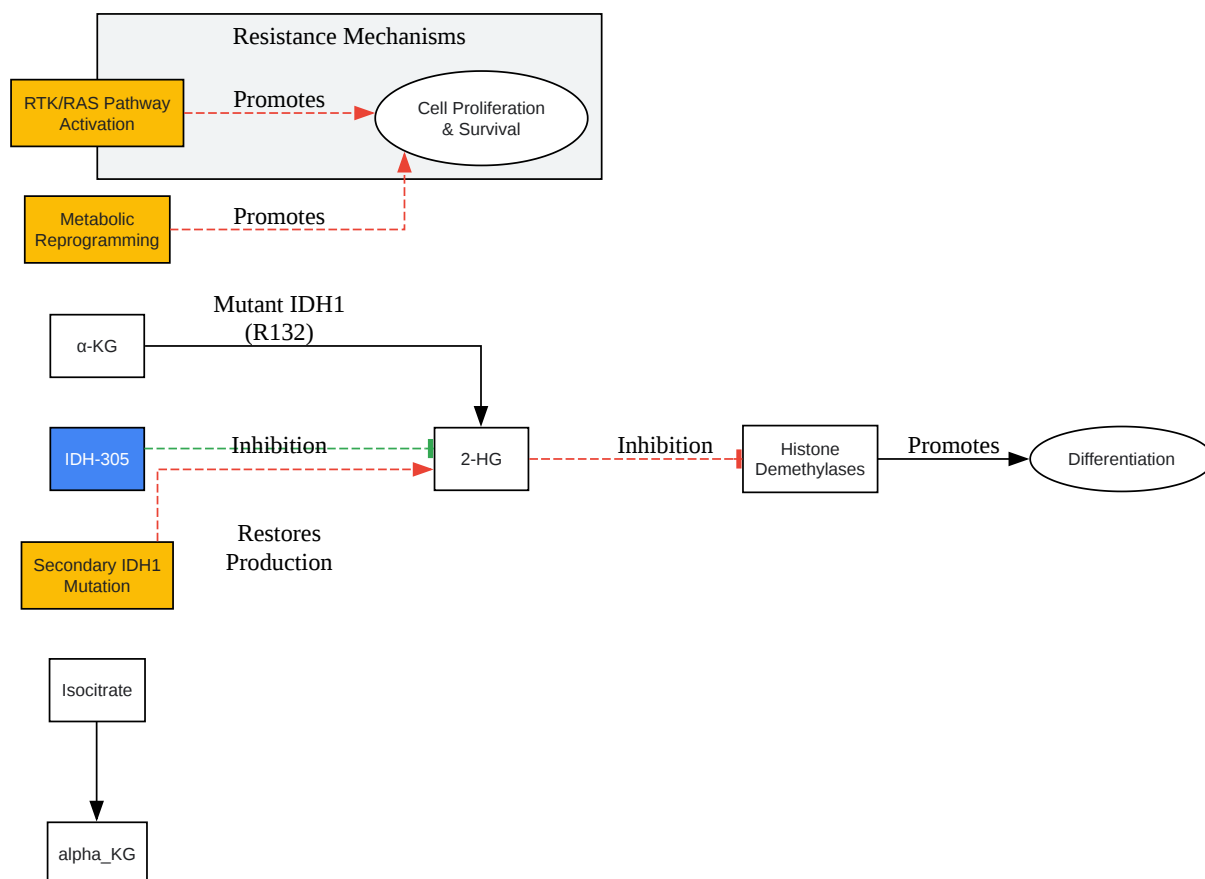 Resistance Mechanisms
RTK/RAS Pathway
Activation
Promotes
Cell Proliferation
& Survival
Metabolic
Reprogramming
Promotes
Mutant IDH1
(R132)
α-KG
IDH-305
Inhibition
2-HG
Inhibition
Histone
Demethylases
Promotes
Differentiation
Restores
Production
Secondary IDH1
Mutation
Isocitrate
alpha_KG